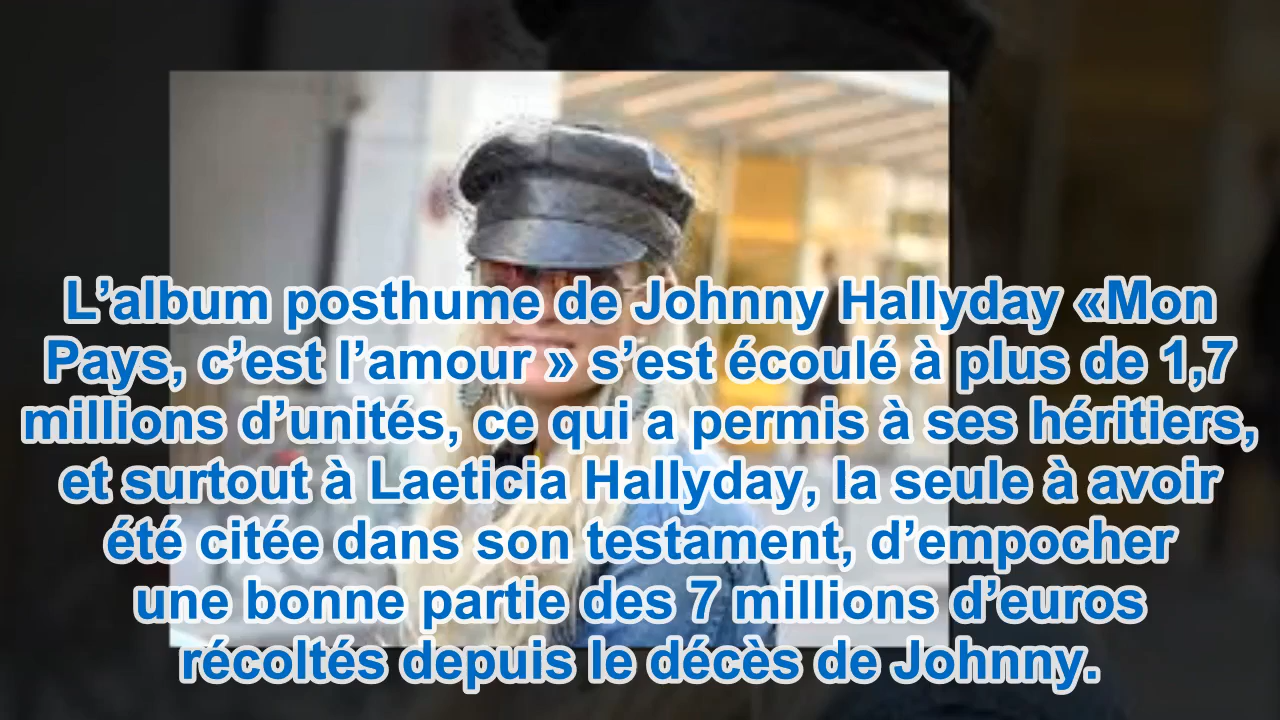 L’album posthume de Johnny Hallyday «Mon
Pays, c’est l’amour » s’est écoulé à plus de 1,7
millions d’unités, ce qui a permis à ses héritiers,
et surtout à Laeticia Hallyday, la seule à avoir
été citée dans son testament, d’empocher
une bonne partie des 7 millions d’euros
récoltés depuis le décès de Johnny.